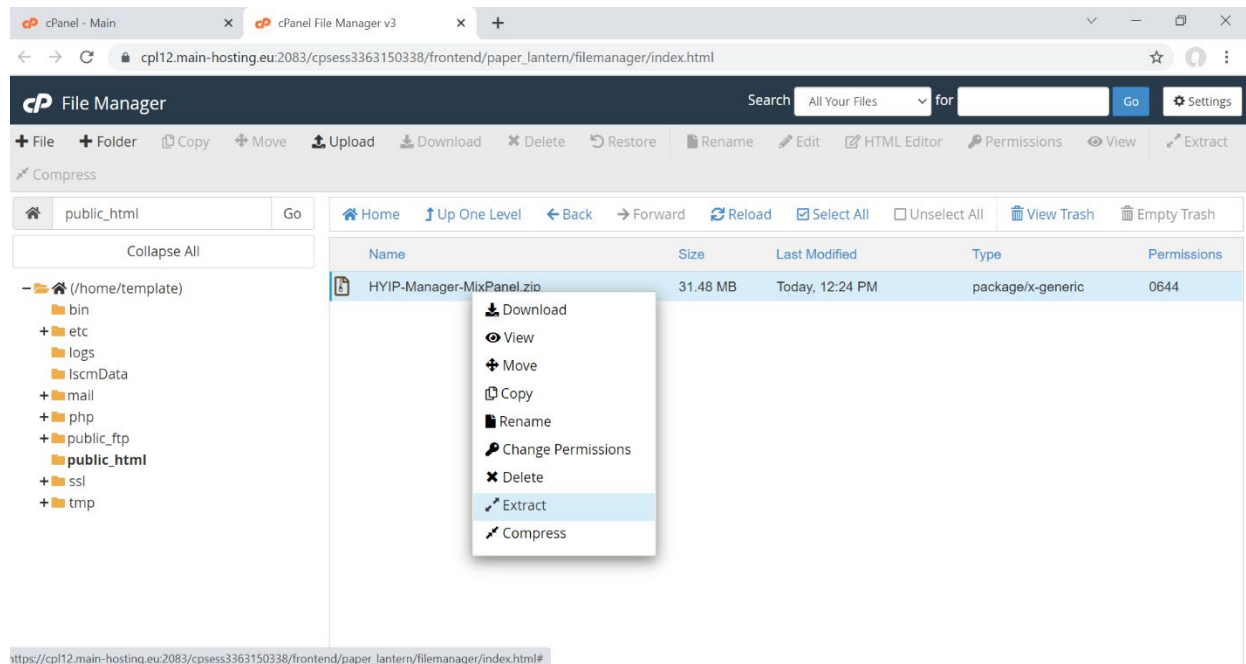 cPanel - Main
cPanel File Manager v3
cpl12.main-hosting.eu:2083/cpsess3363150338/frontend/paper_lantern/filemanager/index.html
cP File Manager Search All Your Files for Go Settings
File Folder Copy Move Upload Download Delete Restore Rename Edit HTML Editor Permissions View Extract
Compress
public_html Go
Home Up One Level Back Forward Reload Select All Unselect All View Trash Empty Trash
Collapse All
(/home/template)
bin
etc
logs
lscmData
mail
php
public_ftp
public_html
ssl
tmp
Name Size Last Modified Type Permissions
HYIP-Manager-MixPanel.zip 31.48 MB Today, 12:24 PM package/x-generic 0644
Download
View
Move
Copy
Rename
Change Permissions
Delete
Extract
Compress
https://cpl12.main-hosting.eu:2083/cpsess3363150338/frontend/paper_lantern/filemanager/index.html#